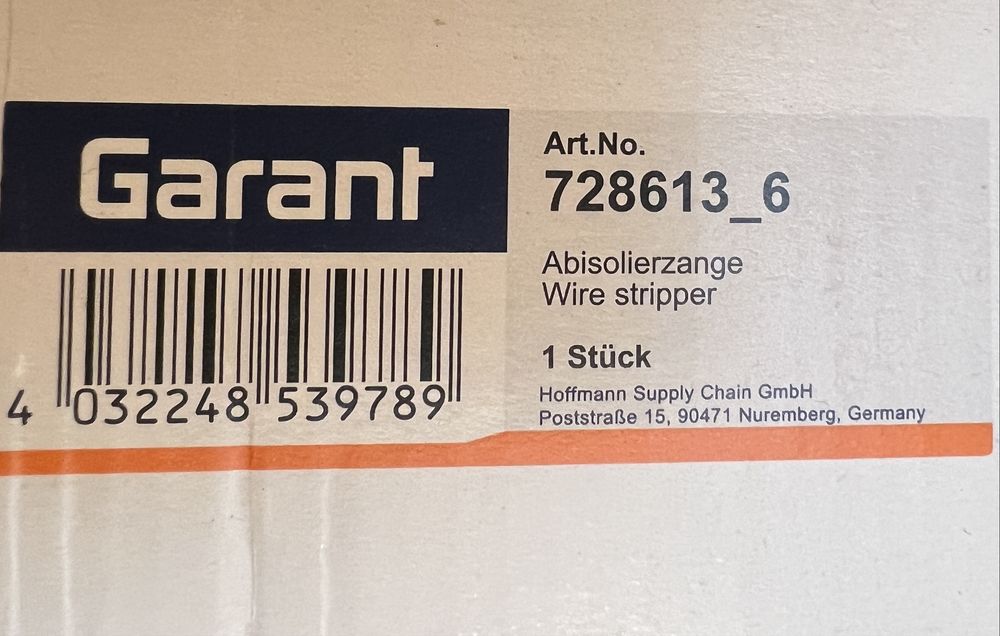 Garant
4 032248 539789
Art.No.
728613_6
Abisolierzange
Wire stripper
1 Stück
Hoffmann Supply Chain GmbH
Poststraße 15, 90471 Nuremberg, Germany